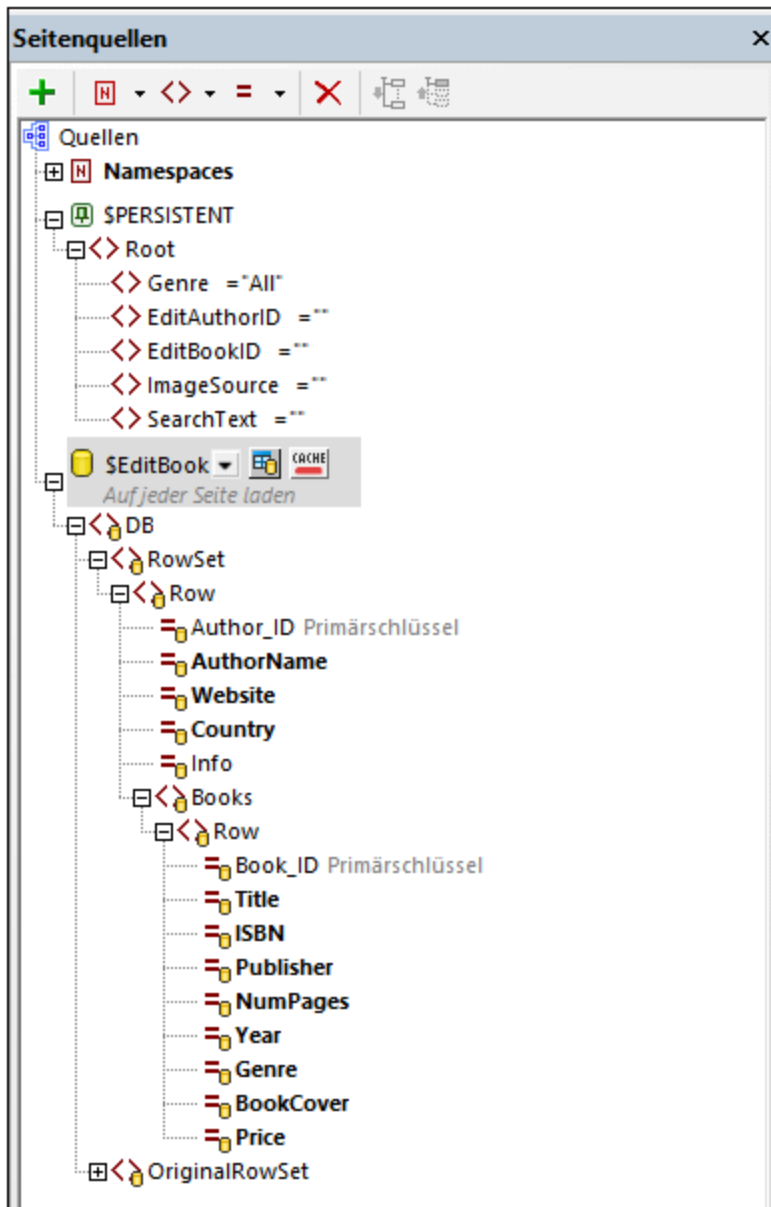 Seitenquellen
Quellen
Namespaces
$PERSISTENT
Root
Genre ="All"
EditAuthorID =""
EditBookID =""
ImageSource =""
SearchText =""
$EditBook CACHE
Auf jeder Seite laden
DB
RowSet
Row
Author_ID Primärschlüssel
AuthorName
Website
Country
Info
Books
Row
Book_ID Primärschlüssel
Title
ISBN
Publisher
NumPages
Year
Genre
BookCover
Price
OriginalRowSet